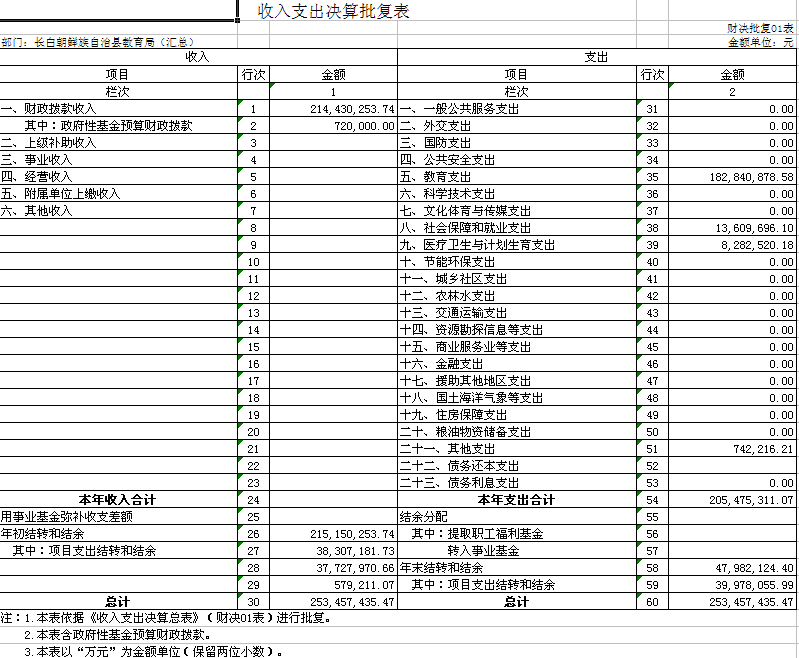 收入支出决算批复表
财决批复01表
部门：长白朝鲜族自治县教育局（汇总） 金额单位：元
收入 支出
项目 行次 金额 项目 行次 金额
栏次 1 栏次 2
一、财政拨款收入 1 214,430,253.74 一、一般公共服务支出 31 0.00
其中：政府性基金预算财政拨款 2 720,000.00 二、外交支出 32 0.00
二、上级补助收入 3 三、国防支出 33 0.00
三、事业收入 4 四、公共安全支出 34 0.00
四、经营收入 5 五、教育支出 35 182,840,878.58
五、附属单位上缴收入 6 六、科学技术支出 36 0.00
六、其他收入 7 七、文化体育与传媒支出 37 0.00
8 八、社会保障和就业支出 38 13,609,696.10
9 九、医疗卫生与计划生育支出 39 8,282,520.18
10 十、节能环保支出 40 0.00
11 十一、城乡社区支出 41 0.00
12 十二、农林水支出 42 0.00
13 十三、交通运输支出 43 0.00
14 十四、资源勘探信息等支出 44 0.00
15 十五、商业服务业等支出 45 0.00
16 十六、金融支出 46 0.00
17 十七、援助其他地区支出 47 0.00
18 十八、国土海洋气象等支出 48 0.00
19 十九、住房保障支出 49 0.00
20 二十、粮油物资储备支出 50 0.00
21 二十一、其他支出 51 742,216.21
22 二十二、债务还本支出 52
23 二十三、债务利息支出 53 0.00
本年收入合计 24 本年支出合计 54 205,475,311.07
用事业基金弥补收支差额 25 结余分配 55
年初结转和结余 26 215,150,253.74 其中：提取职工福利基金 56
其中：项目支出结转和结余 27 38,307,181.73 转入事业基金 57
28 37,727,970.66 年末结转和结余 58 47,982,124.40
29 579,211.07 其中：项目支出结转和结余 59 39,978,055.99
总计 30 253,457,435.47 总计 60 253,457,435.47
注：1.本表依据《收入支出决算总表》（财决01表）进行批复。
2.本表含政府性基金预算财政拨款。
3.本表以“万元”为金额单位（保留两位小数）。